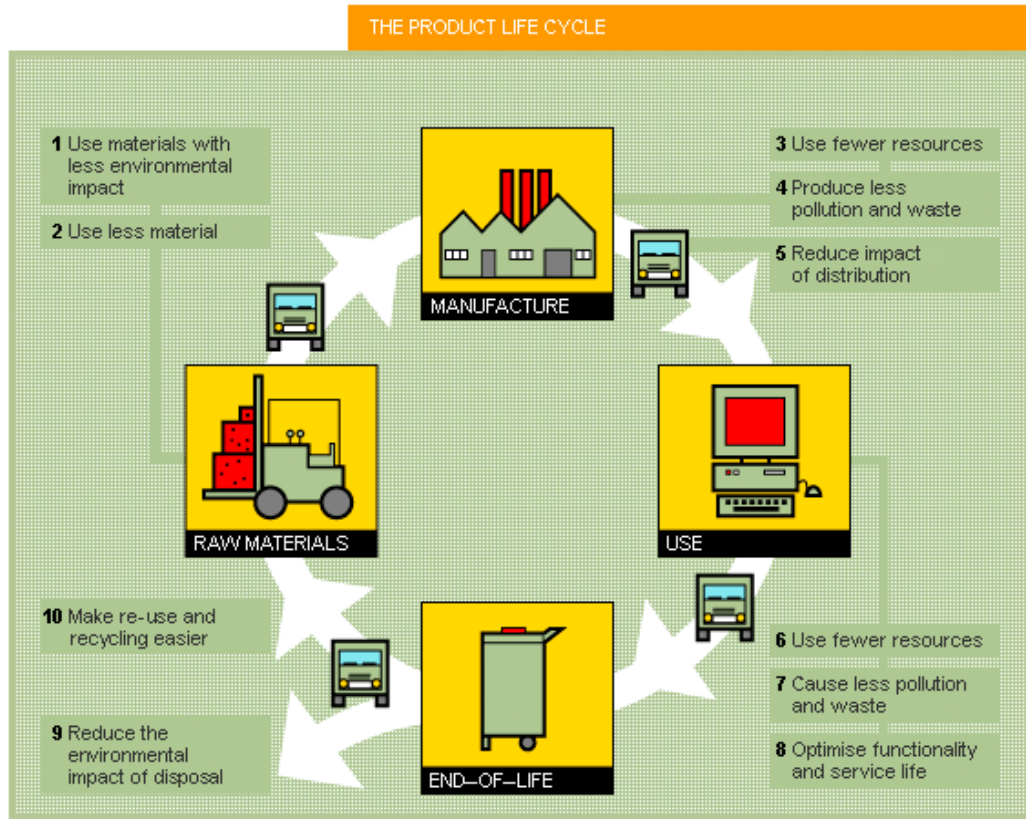 THE PRODUCT LIFE CYCLE
1 Use materials with
less environmental
impact
2 Use less material
3 Use fewer resources
4 Produce less
pollution and waste
5 Reduce impact
of distribution
MANUFACTURE
RAW MATERIALS
USE
10 Make re-use and
recycling easier
9 Reduce the
environmental
impact of disposal
6 Use fewer resources
7 Cause less pollution
and waste
8 Optimise functionality
and service life
END–OF–LIFE